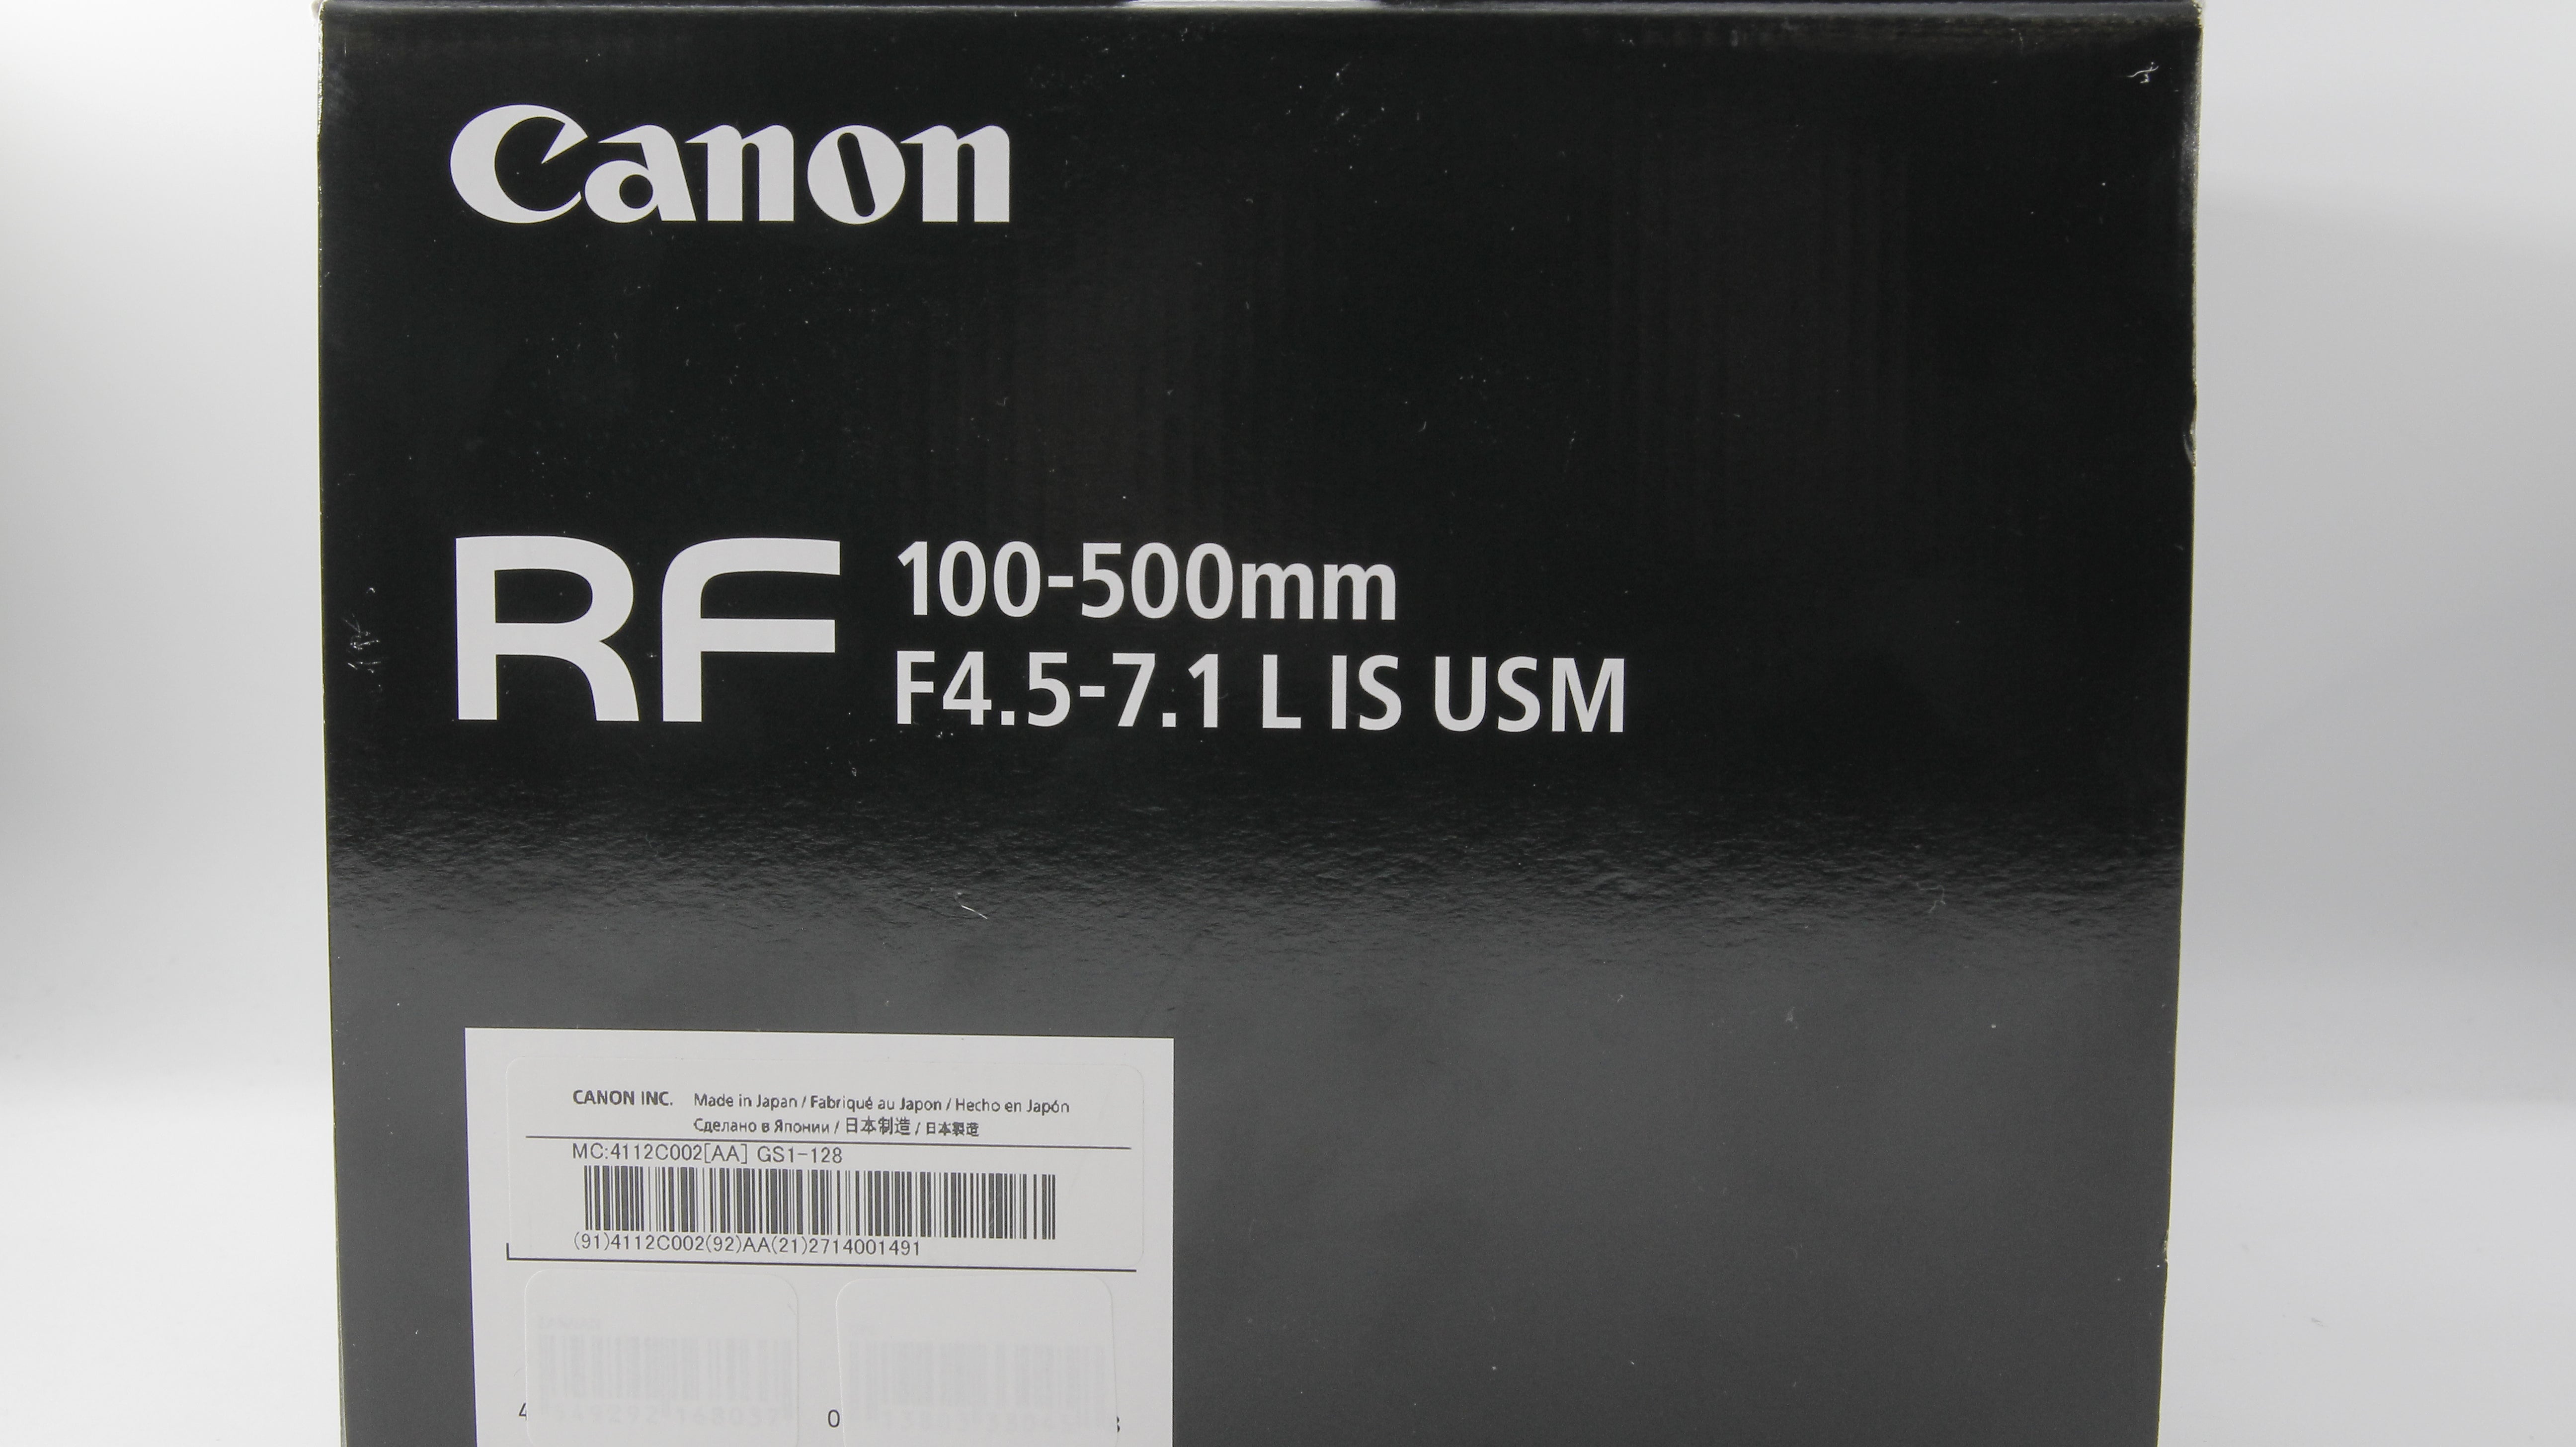 Canon
RF
100-500mm
F4.5-7.1 L IS USM
CANON INC. Made in Japan / Fabriqué au Japon / Hecho en Japón
Сделано в Японии / 日本制造 / 日本製造
MC:4112C002[AA] GS1-128
(91)4112C002(92)AA(21)2714001491
4 0